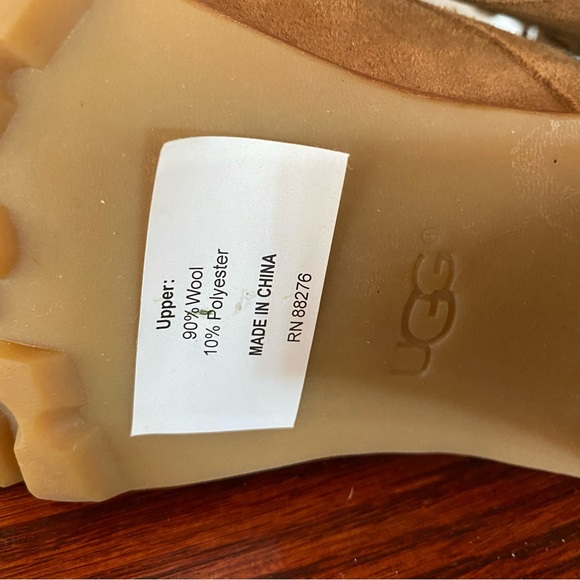 Upper:
90% Wool
10% Polyester
MADE IN CHINA
RN 88276
UGG